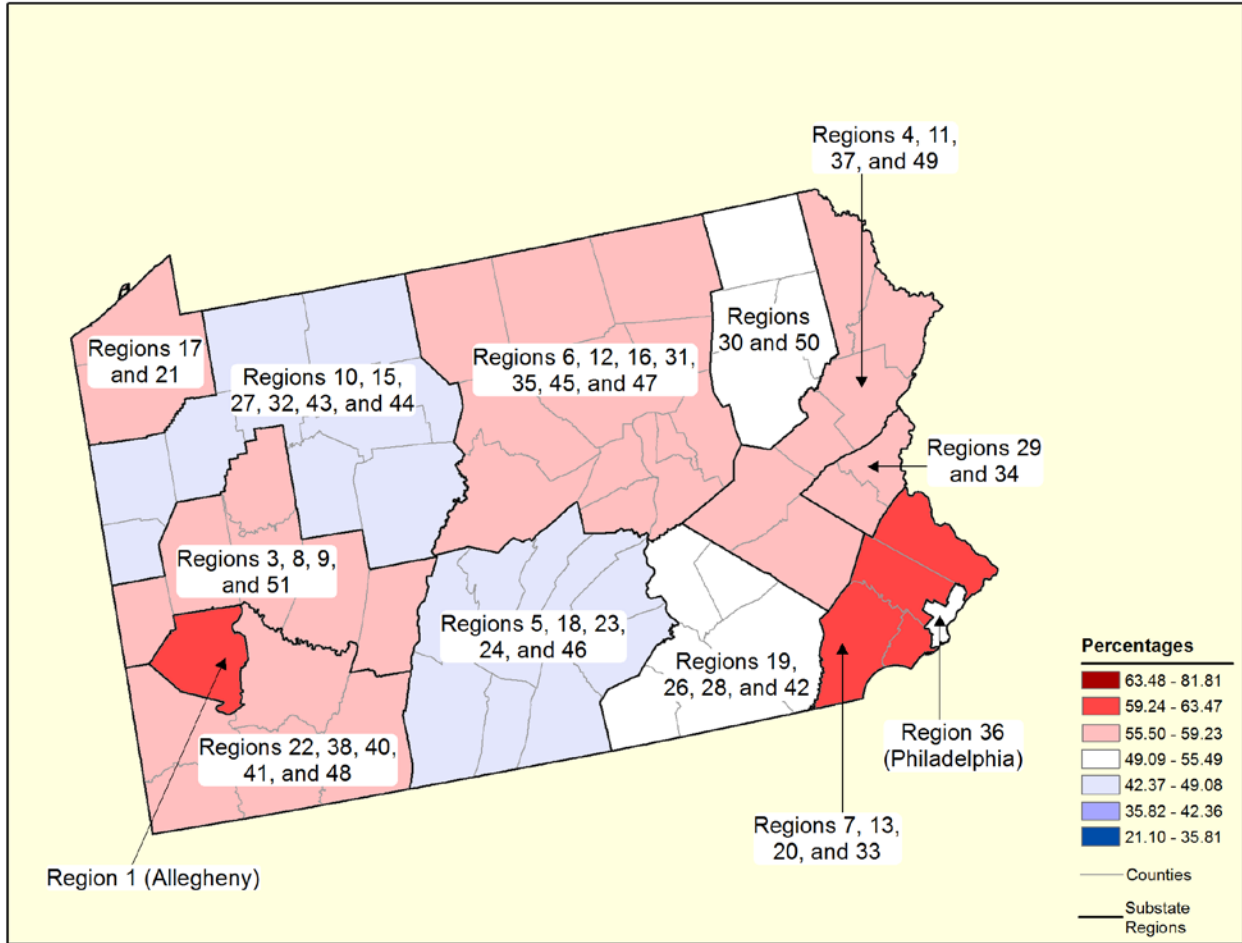 Regions 4, 11,
37, and 49
Regions 17
and 21
Regions 10, 15,
27, 32, 43, and 44
Regions 6, 12, 16, 31,
35, 45, and 47
Regions
30 and 50
Regions 29
and 34
Regions 3, 8, 9,
and 51
Regions 5, 18, 23,
24, and 46
Regions 19,
26, 28, and 42
Regions 22, 38, 40,
41, and 48
Region 36
(Philadelphia)
Regions 7, 13,
20, and 33
Region 1 (Allegheny)
Percentages
63.48 - 81.81
59.24 - 63.47
55.50 - 59.23
49.09 - 55.49
42.37 - 49.08
35.82 - 42.36
21.10 - 35.81
Counties
Substate
Regions